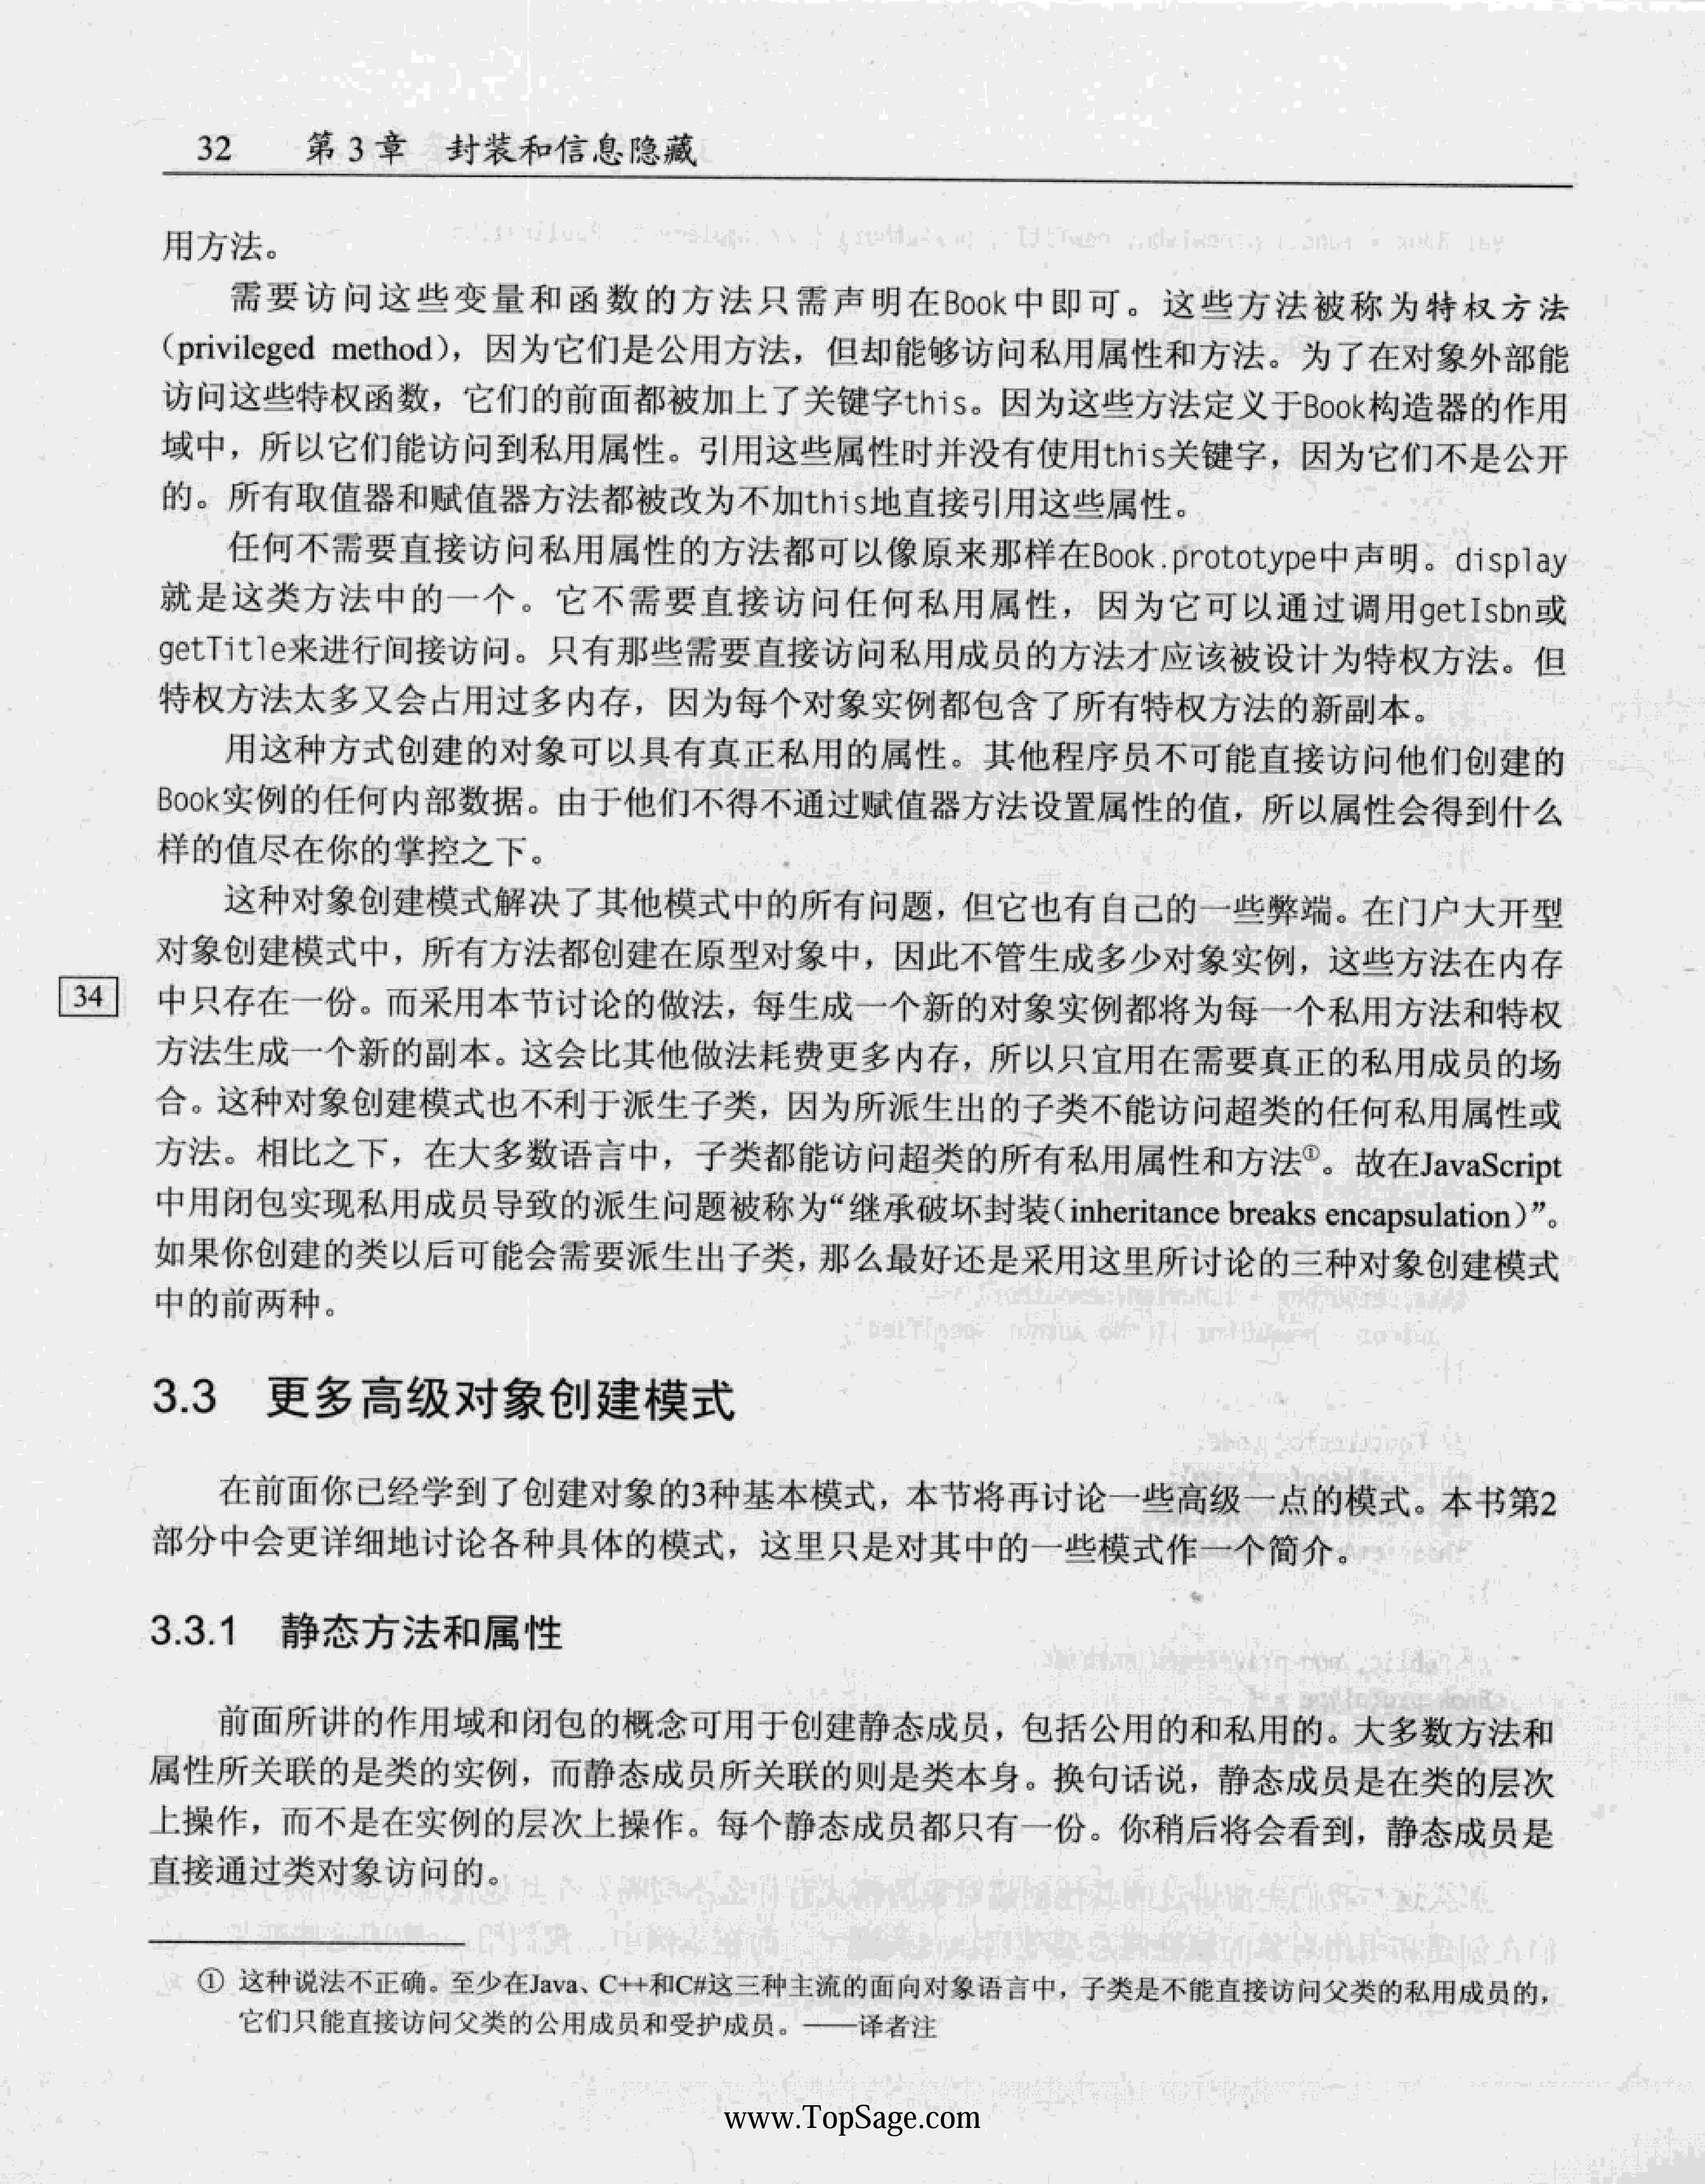 32 第 3 章 封装和信息隐藏
用方法。
需要访问这些变量和函数的方法只需声明在Book中即可。这些方法被称为特权方法
（privileged method），因为它们是公用方法，但却能够访问私用属性和方法。为了在对象外部能
访问这些特权函数，它们的前面都被加上了关键字this。因为这些方法定义于Book构造器的作用
域中，所以它们能访问到私用属性。引用这些属性时并没有使用this关键字，因为它们不是公开
的。所有取值器和赋值器方法都被改为不加this地直接引用这些属性。
任何不需要直接访问私用属性的方法都可以像原来那样在Book.prototype中声明。display
就是这类方法中的一个。它不需要直接访问任何私用属性，因为它可以通过调用getIsbn或
getTitle来进行间接访问。只有那些需要直接访问私用成员的方法才应该被设计为特权方法。但
特权方法太多又会占用过多内存，因为每个对象实例都包含了所有特权方法的新副本。
用这种方式创建的对象可以具有真正私用的属性。其他程序员不可能直接访问他们创建的
Book实例的任何内部数据。由于他们不得不通过赋值器方法设置属性的值，所以属性会得到什么
样的值尽在你的掌控之下。
这种对象创建模式解决了其他模式中的所有问题，但它也有自己的一些弊端。在门户大开型
对象创建模式中，所有方法都创建在原型对象中，因此不管生成多少对象实例，这些方法在内存
34 中只存在一份。而采用本节讨论的做法，每生成一个新的对象实例都将为每一个私用方法和特权
方法生成一个新的副本。这会比其他做法耗费更多内存，所以只宜用在需要真正的私用成员的场
合。这种对象创建模式也不利于派生子类，因为所派生出的子类不能访问超类的任何私用属性或
方法。相比之下，在大多数语言中，子类都能访问超类的所有私用属性和方法①。故在JavaScript
中用闭包实现私用成员导致的派生问题被称为“继承破坏封装（inheritance breaks encapsulation）”。
如果你创建的类以后可能会需要派生出子类，那么最好还是采用这里所讨论的三种对象创建模式
中的前两种。
3.3 更多高级对象创建模式
在前面你已经学到了创建对象的3种基本模式，本节将再讨论一些高级一点的模式。本书第2
部分中会更详细地讨论各种具体的模式，这里只是对其中的一些模式作一个简介。
3.3.1 静态方法和属性
前面所讲的作用域和闭包的概念可用于创建静态成员，包括公用的和私用的。大多数方法和
属性所关联的是类的实例，而静态成员所关联的则是类本身。换句话说，静态成员是在类的层次
上操作，而不是在实例的层次上操作。每个静态成员都只有一份。你稍后将会看到，静态成员是
直接通过类对象访问的。
① 这种说法不正确。至少在Java、C++和C#这三种主流的面向对象语言中，子类是不能直接访问父类的私用成员的，
它们只能直接访问父类的公用成员和受护成员。——译者注
www.TopSage.com